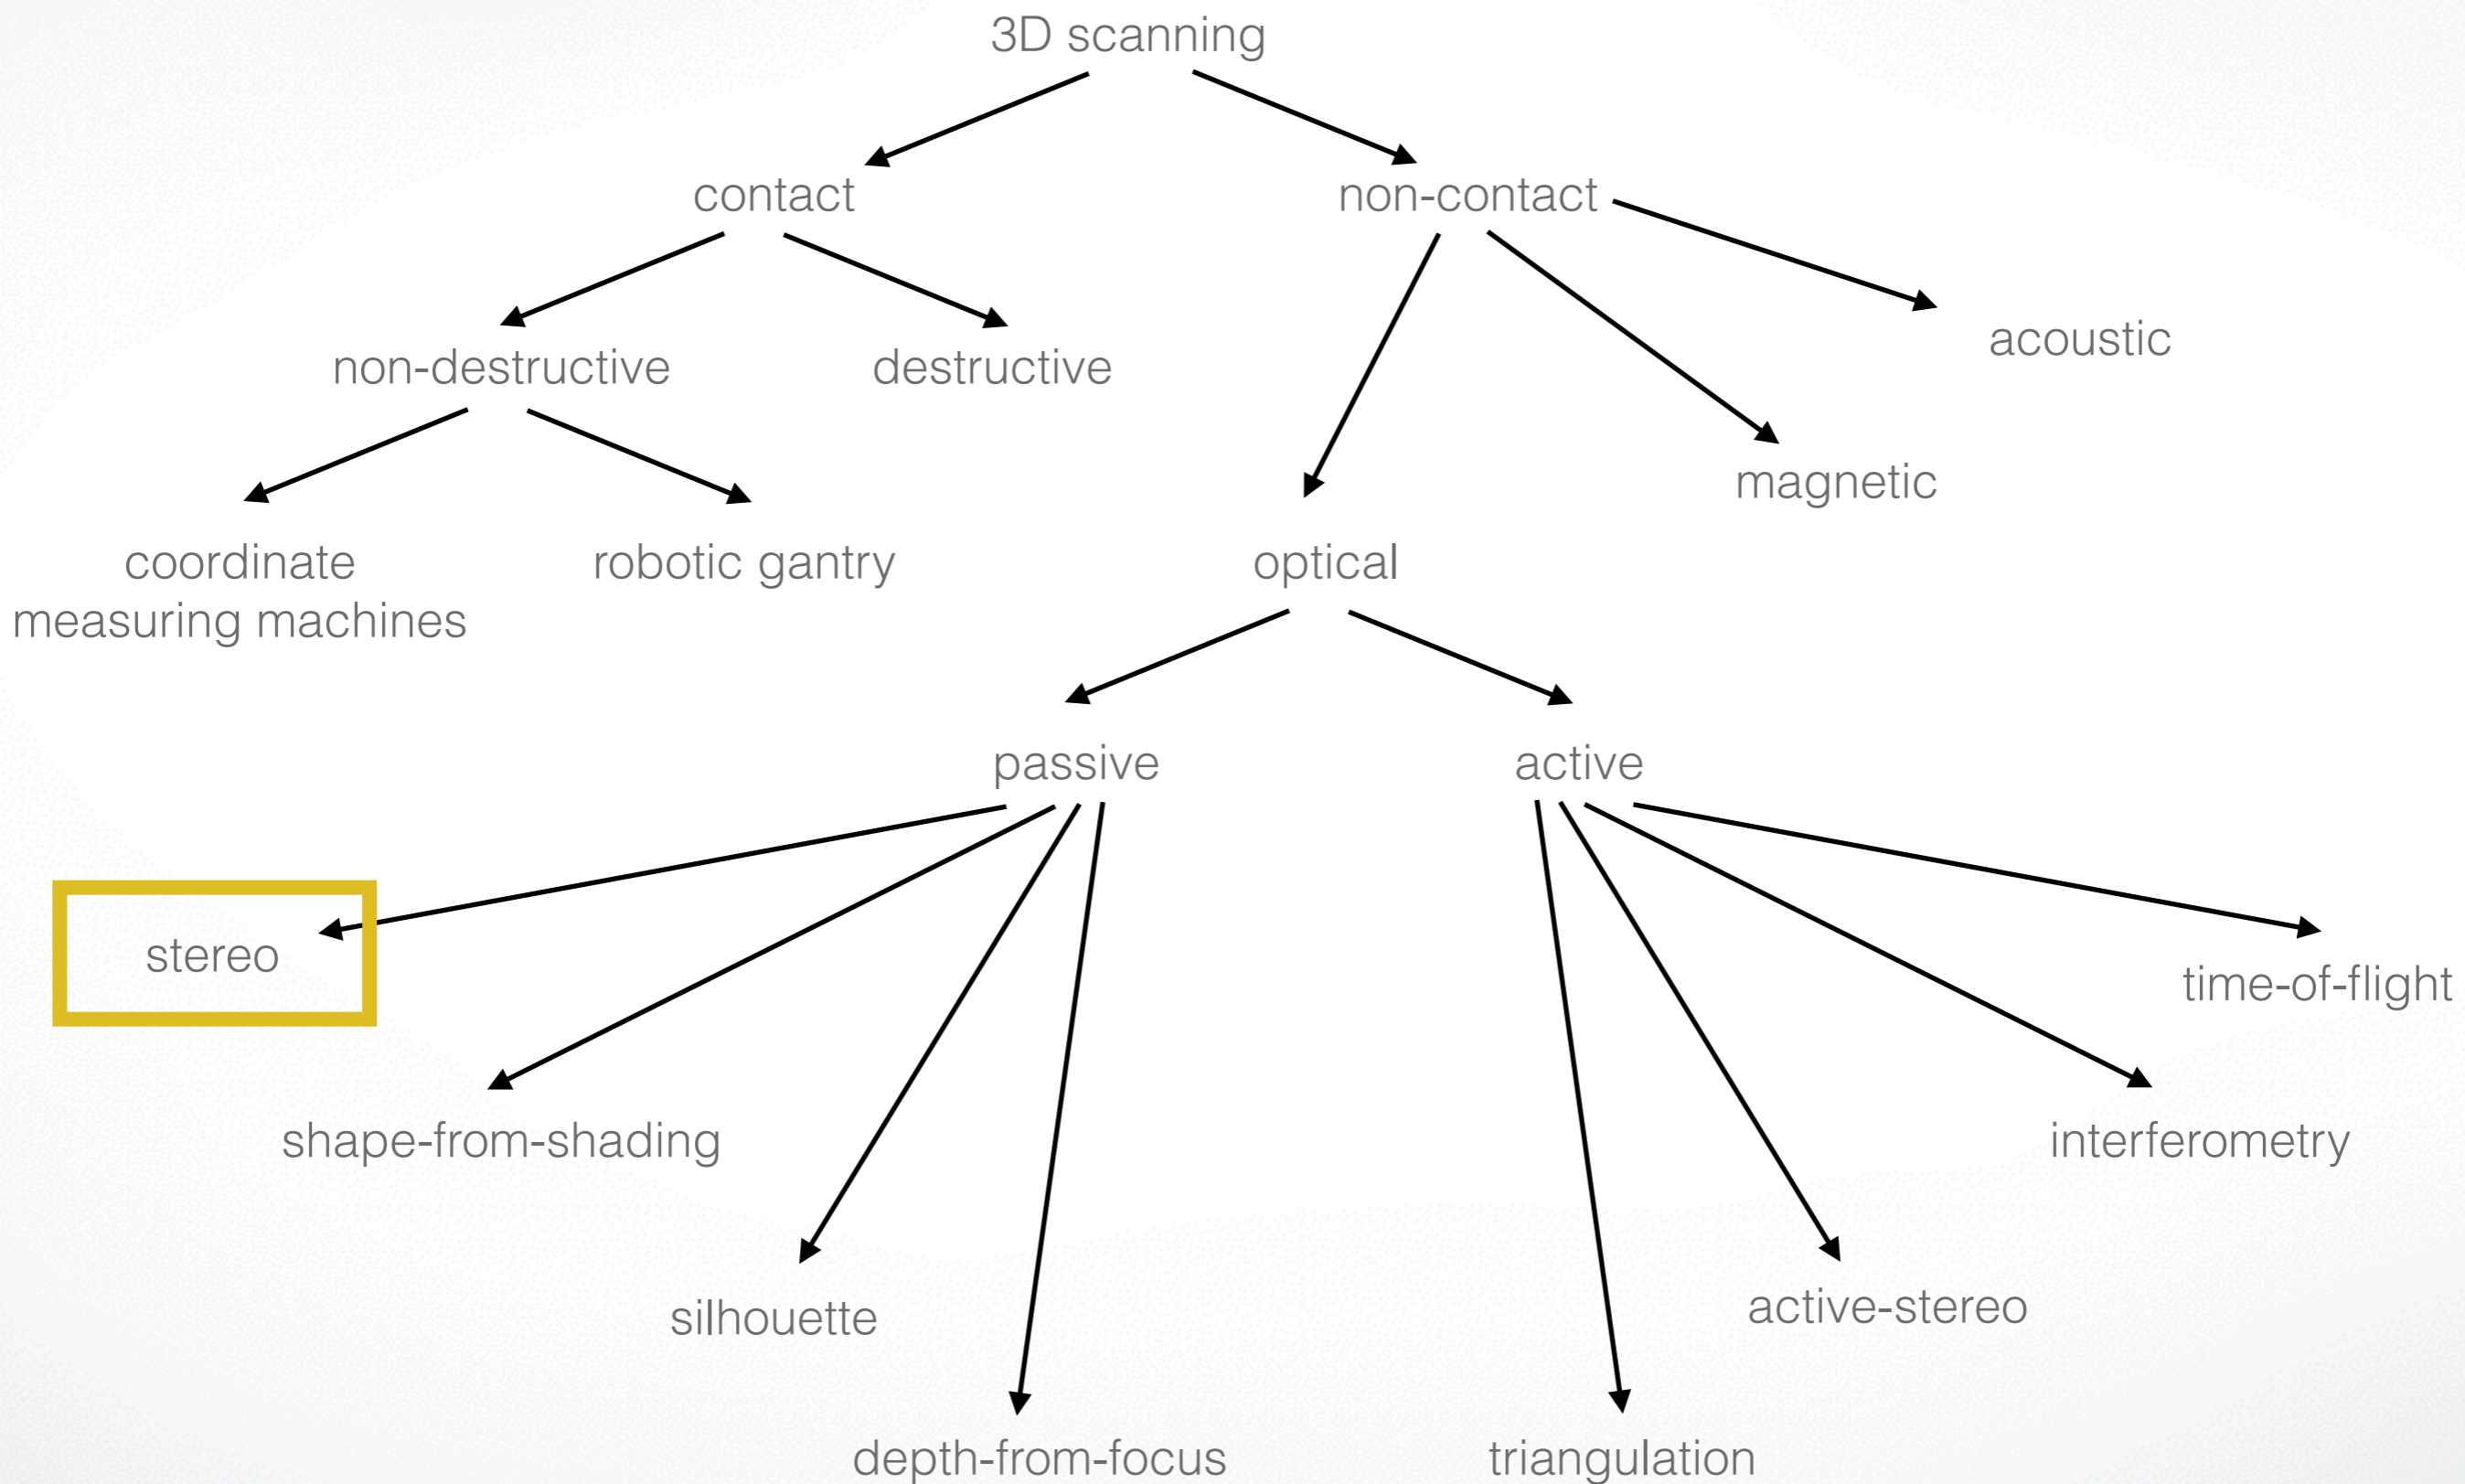 3D scanning
contact
non-contact
acoustic
non-destructive
destructive
magnetic
coordinate
measuring machines
robotic gantry
optical
passive
active
stereo
time-of-flight
shape-from-shading
interferometry
silhouette
active-stereo
depth-from-focus
triangulation